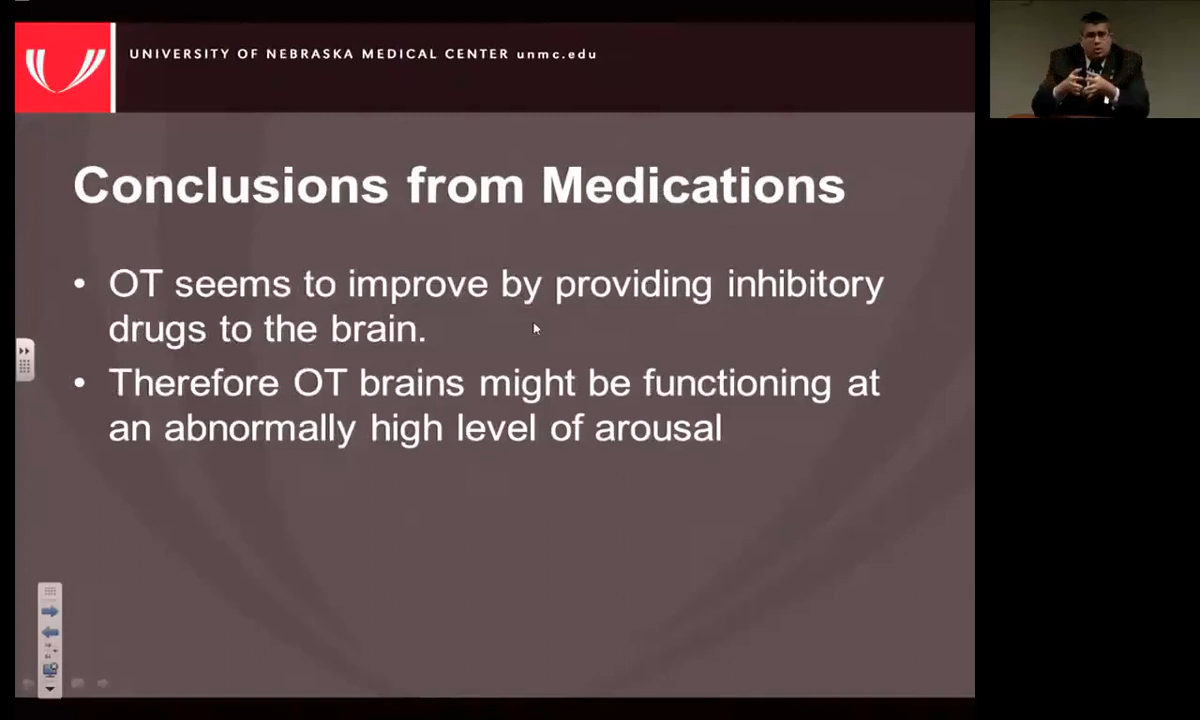 UNIVERSITY OF NEBRASKA MEDICAL CENTER unmc.edu
Conclusions from Medications
• OT seems to improve by providing inhibitory
drugs to the brain.
• Therefore OT brains might be functioning at
an abnormally high level of arousal